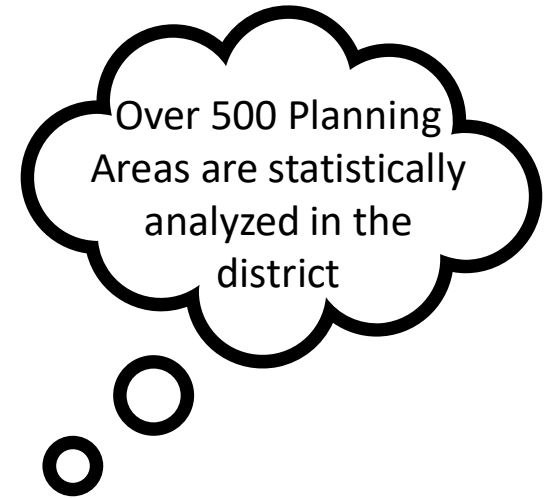 Over 500 Planning
Areas are statistically
analyzed in the
district